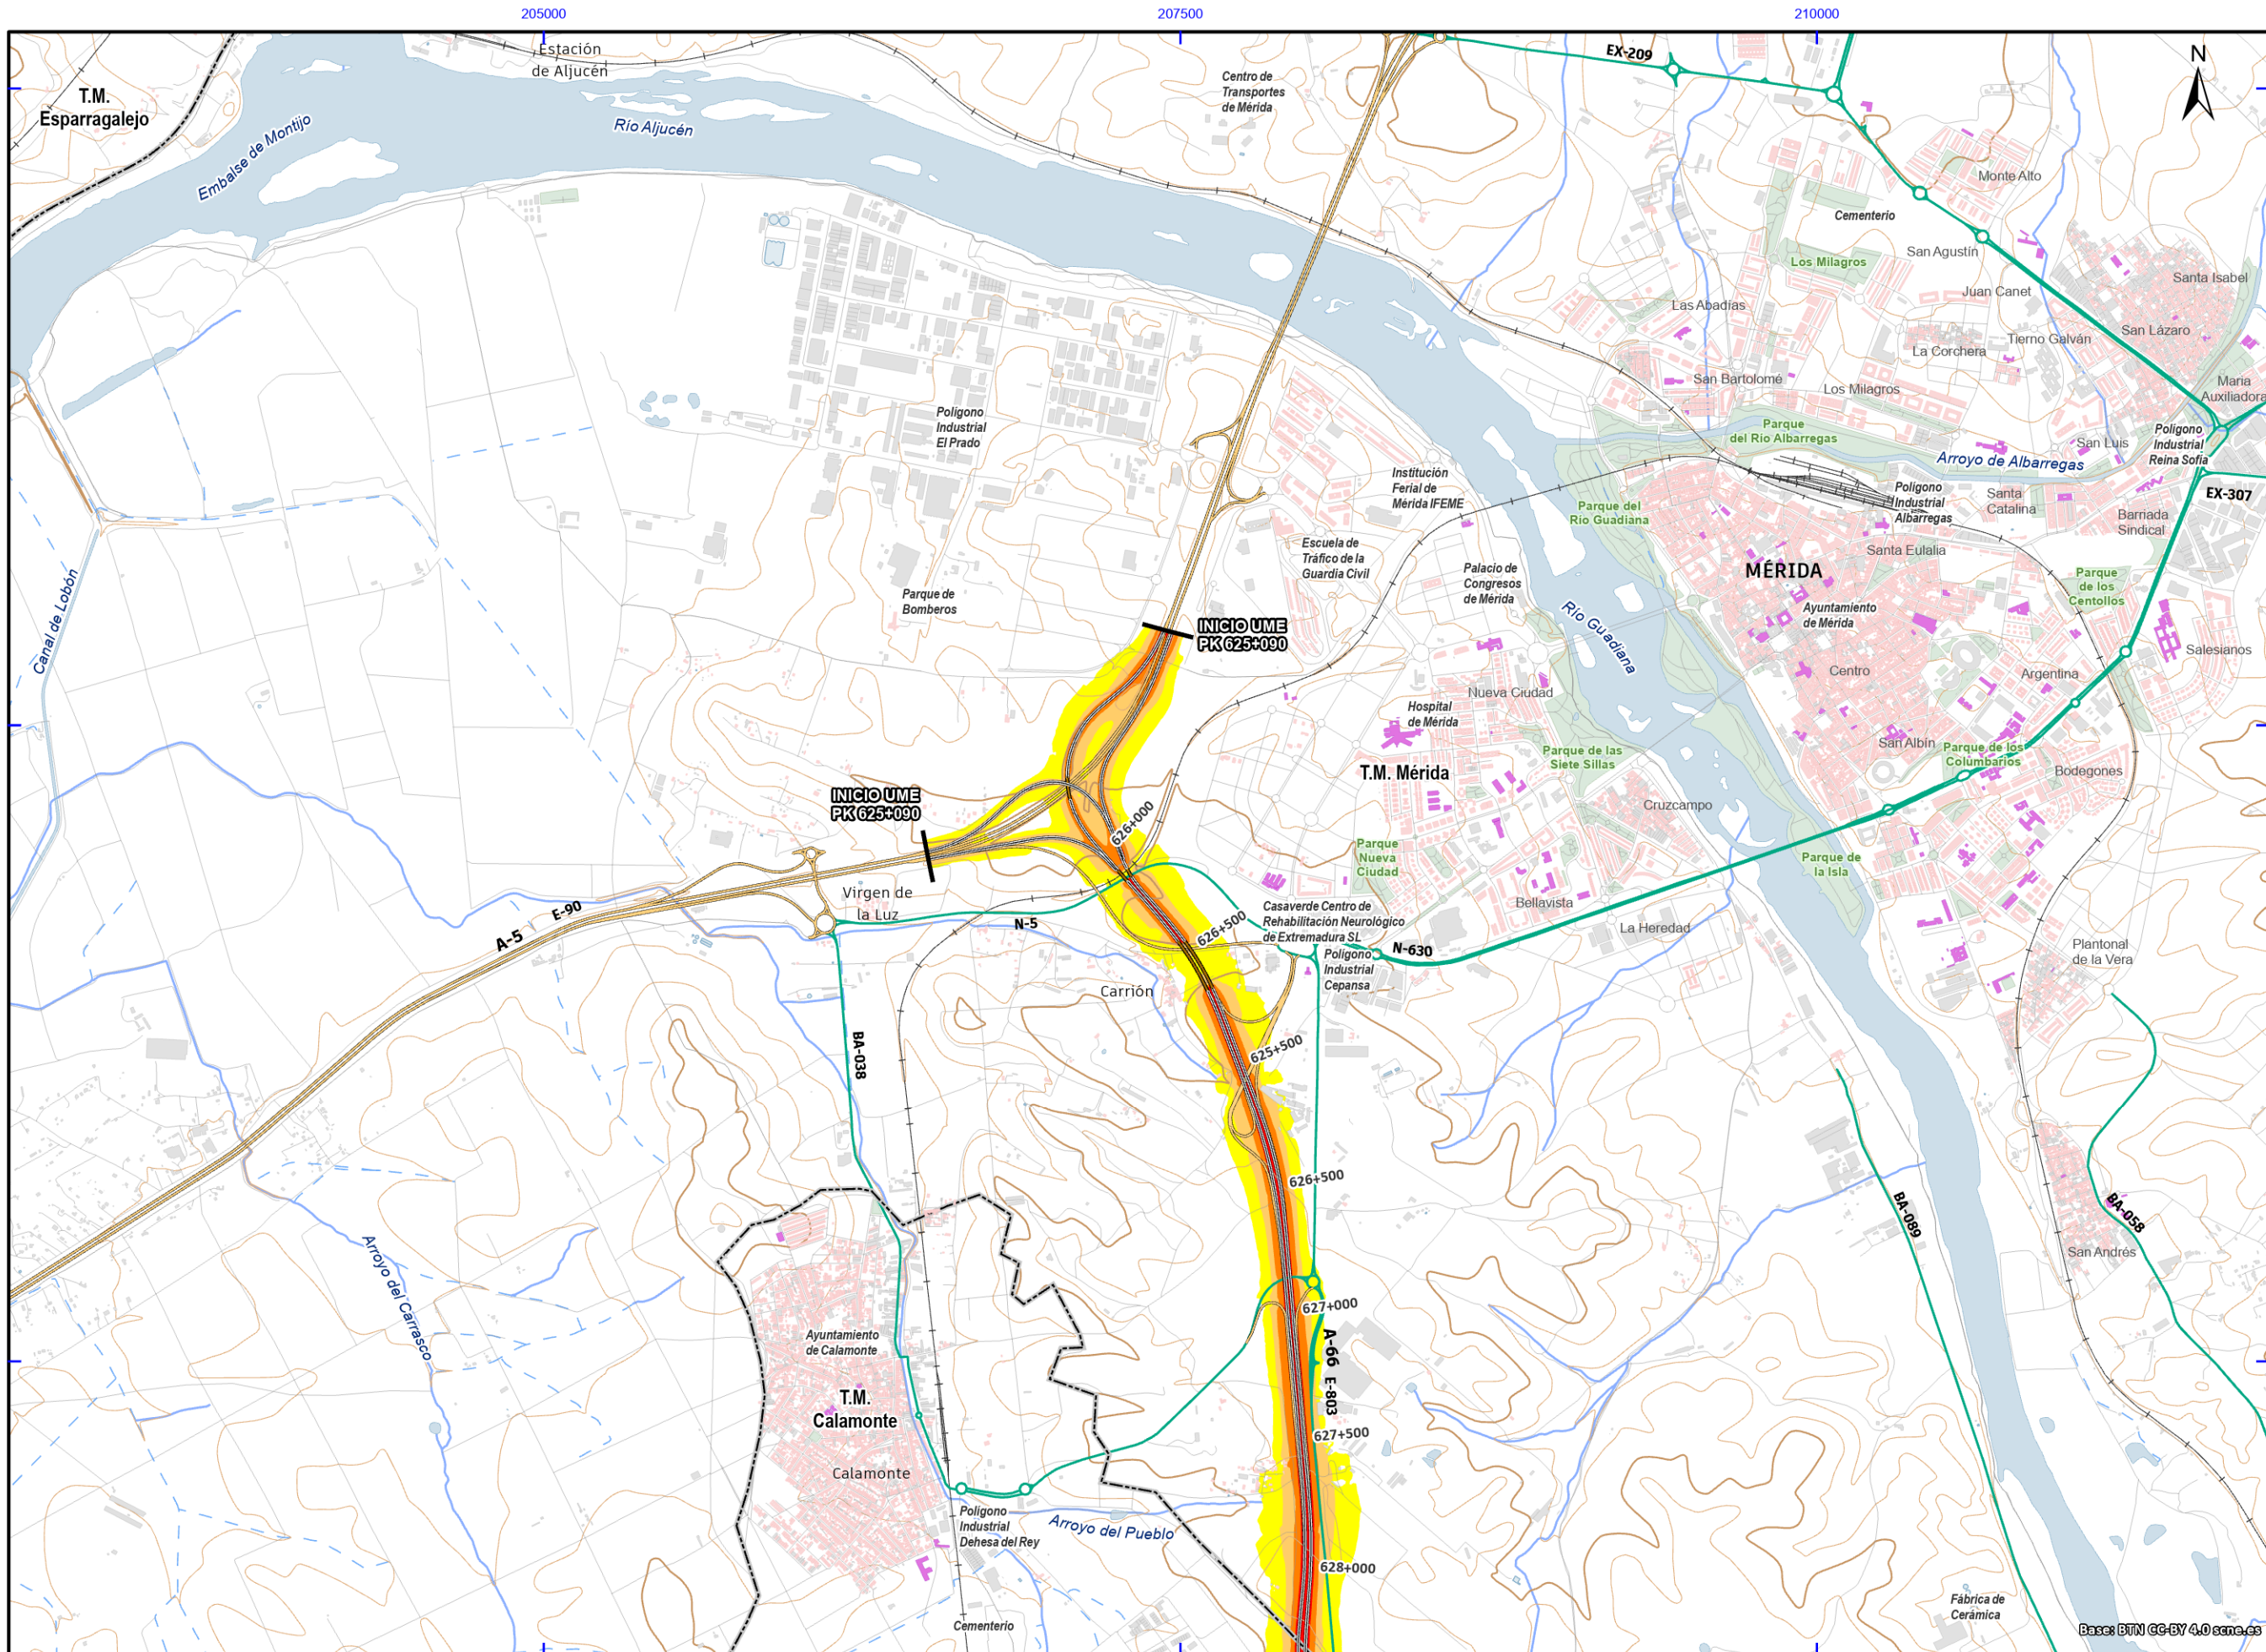 205000
207500
210000
Estación
de Aljucén
T.M.
Esparragalejo
Embalse de Montijo
Río Aljucén
Centro de
Transportes
de Mérida
EX-209
N
Monte Alto
Cementerio
San Agustín
Los Milagros
Juan Canet
Santa Isabel
Las Abadías
San Lázaro
Tierno Galván
La Corchera
San Bartolomé
Los Milagros
Maria
Auxiliadora
Polígono
Industrial
El Prado
Parque
del Río Albarregas
San Luis
Polígono
Industrial
Reina Sofía
Arroyo de Albarregas
Institución
Ferial de
Mérida IFEME
Polígono
Industrial
Albarregas
Santa
Catalina
EX-307
Parque del
Río Guadiana
Barriada
Sindical
Escuela de
Tráfico de la
Guardia Civil
Santa Eulalia
MÉRIDA
Palacio de
Congresos
de Mérida
Parque
de los
Centollos
Canal de Lobón
Parque de
Bomberos
Río Guadiana
Ayuntamiento
de Mérida
INICIO UME
PK 625+090
Salesianos
Centro
Argentina
Nueva Ciudad
Hospital
de Mérida
San Albín
Parque de las
Siete Sillas
Parque de los
Columbarios
T.M. Mérida
Bodegones
INICIO UME
PK 625+090
Cruzcampo
626+000
Parque
Nueva
Ciudad
Parque de
la Isla
Virgen de
la Luz
E-90
A-5
N-5
Bellavista
Casaverde Centro de
Rehabilitación Neurológico
de Extremadura SL
626+500
La Heredad
N-630
Plantonal
de la Vera
Polígono
Industrial
Cepansa
Carrión
BA-038
625+500
626+500
BA-089
BA-058
San Andrés
Arroyo del Carrasco
627+000
Ayuntamiento
de Calamonte
A-66
E-803
T.M.
Calamonte
627+500
Calamonte
Polígono
Industrial
Dehesa del Rey
Arroyo del Pueblo
628+000
Cementerio
Fábrica de
Cerámica
Base: BTN CC-BY 4.0 scne.es